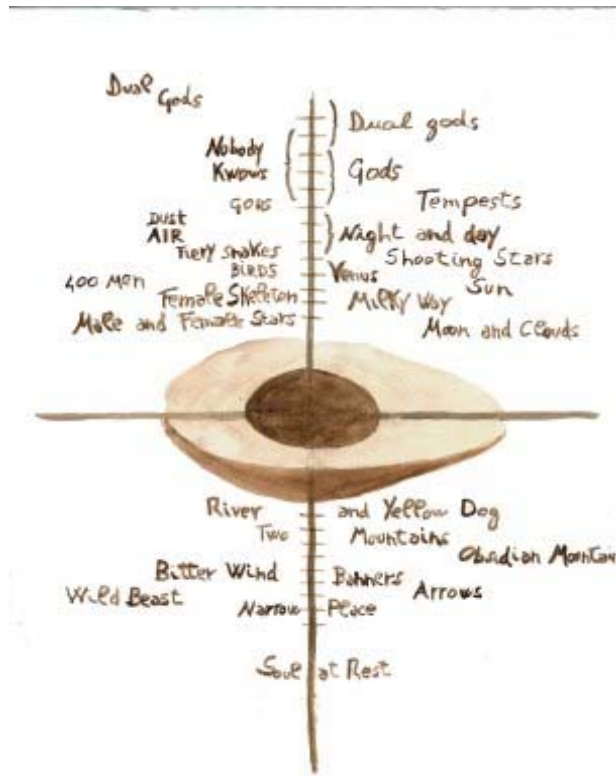 Dual Gods
Dual gods
Nobody
Knows
Gods
GODS
Tempests
DUST
AIR
Night and day
Fiery snakes
Shooting Stars
BIRDS
Venus
400 Men
Sun
Female Skeleton
Milky Way
Male and Female Stars
Moon and Clouds
River and Yellow Dog
Two Mountains
Obsidian Mountain
Bitter Wind
Banners
Wild Beast
Arrows
Narrow Place
Soul at Rest